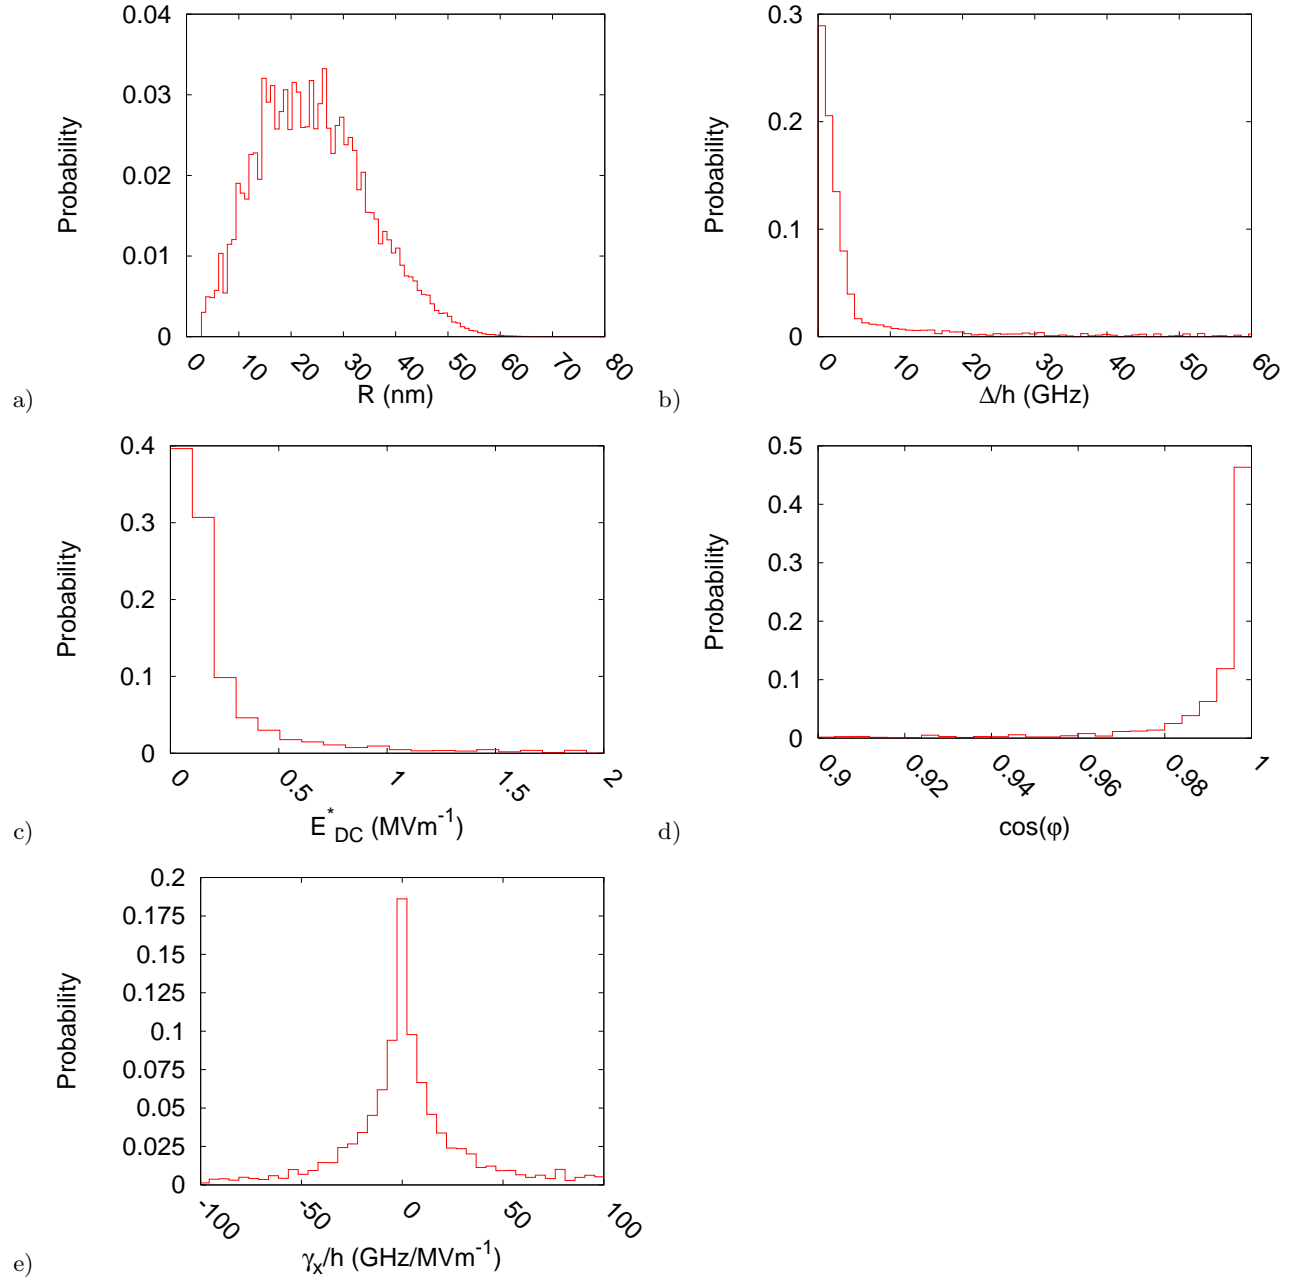 0.04
0.03
0.02
0.01
0
Probability
0 10 20 30 40 50 60 70 80
R (nm)
a)
0.3
0.2
0.1
0
Probability
0 10 20 30 40 50 60
Δ/h (GHz)
b)
0.4
0.3
0.2
0.1
0
Probability
0 0.5 1 1.5 2
E*DC (MVm-1)
c)
0.5
0.4
0.3
0.2
0.1
0
Probability
0.9 0.92 0.94 0.96 0.98 1
cos(φ)
d)
0.2
0.175
0.15
0.125
0.1
0.075
0.05
0.025
0
Probability
-100 -50 0 50 100
γx/h (GHz/MVm-1)
e)